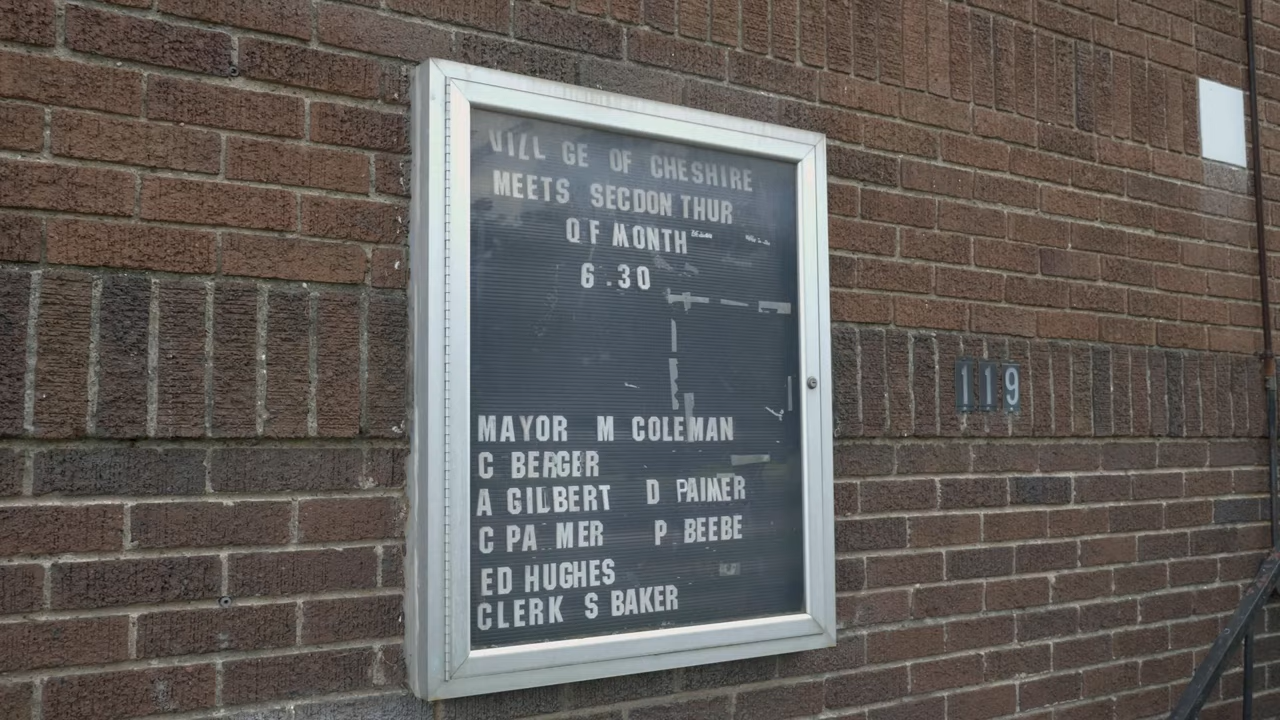 VILL GE OF CHESHIRE
MEETS SECDON THUR
OF MONTH
6.30
MAYOR M COLEMAN
C BERGER
A GILBERT D PAIMER
C PA MER P BEEBE
ED HUGHES
CLERK S BAKER
119